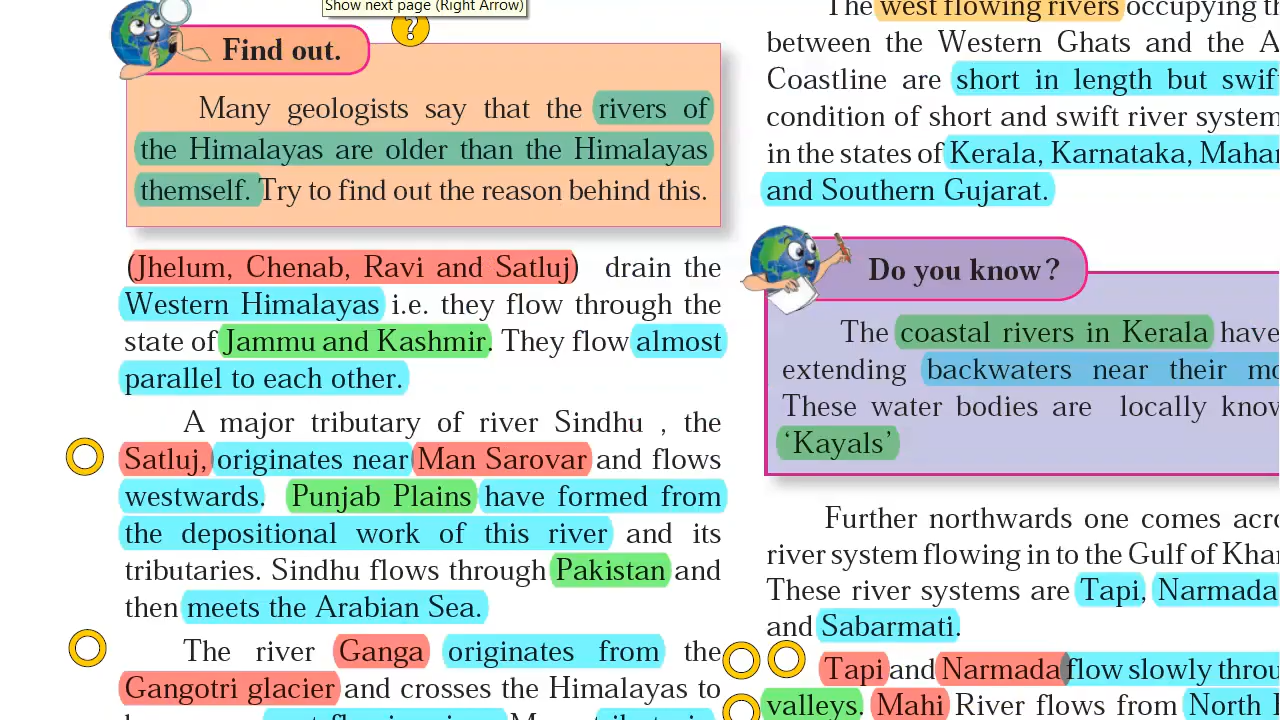 Show next page (Right Arrow)
?
Find out.
Many geologists say that the rivers of
the Himalayas are older than the Himalayas
themself. Try to find out the reason behind this.
(Jhelum, Chenab, Ravi and Satluj) drain the
Western Himalayas i.e. they flow through the
state of Jammu and Kashmir. They flow almost
parallel to each other.
A major tributary of river Sindhu , the
Satluj, originates near Man Sarovar and flows
westwards. Punjab Plains have formed from
the depositional work of this river and its
tributaries. Sindhu flows through Pakistan and
then meets the Arabian Sea.
The river Ganga originates from the
Gangotri glacier and crosses the Himalayas to
The west flowing rivers occupying
between the Western Ghats and the
Coastline are short in length but
condition of short and swift river system
in the states of Kerala, Karnataka,
and Southern Gujarat.
Do you know?
The coastal rivers in Kerala have
extending backwaters near their
These water bodies are locally
‘Kayals’
Further northwards one comes
river system flowing in to the Gulf of
These river systems are Tapi, Narmada
and Sabarmati.
Tapi and Narmada flow slowly
valleys. Mahi River flows from North